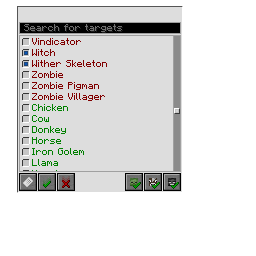 Search for targets
Vindicator
Witch
Wither Skeleton
Zombie
Zombie Pigman
Zombie Villager
Chicken
Cow
Donkey
Horse
Iron Golem
Llama